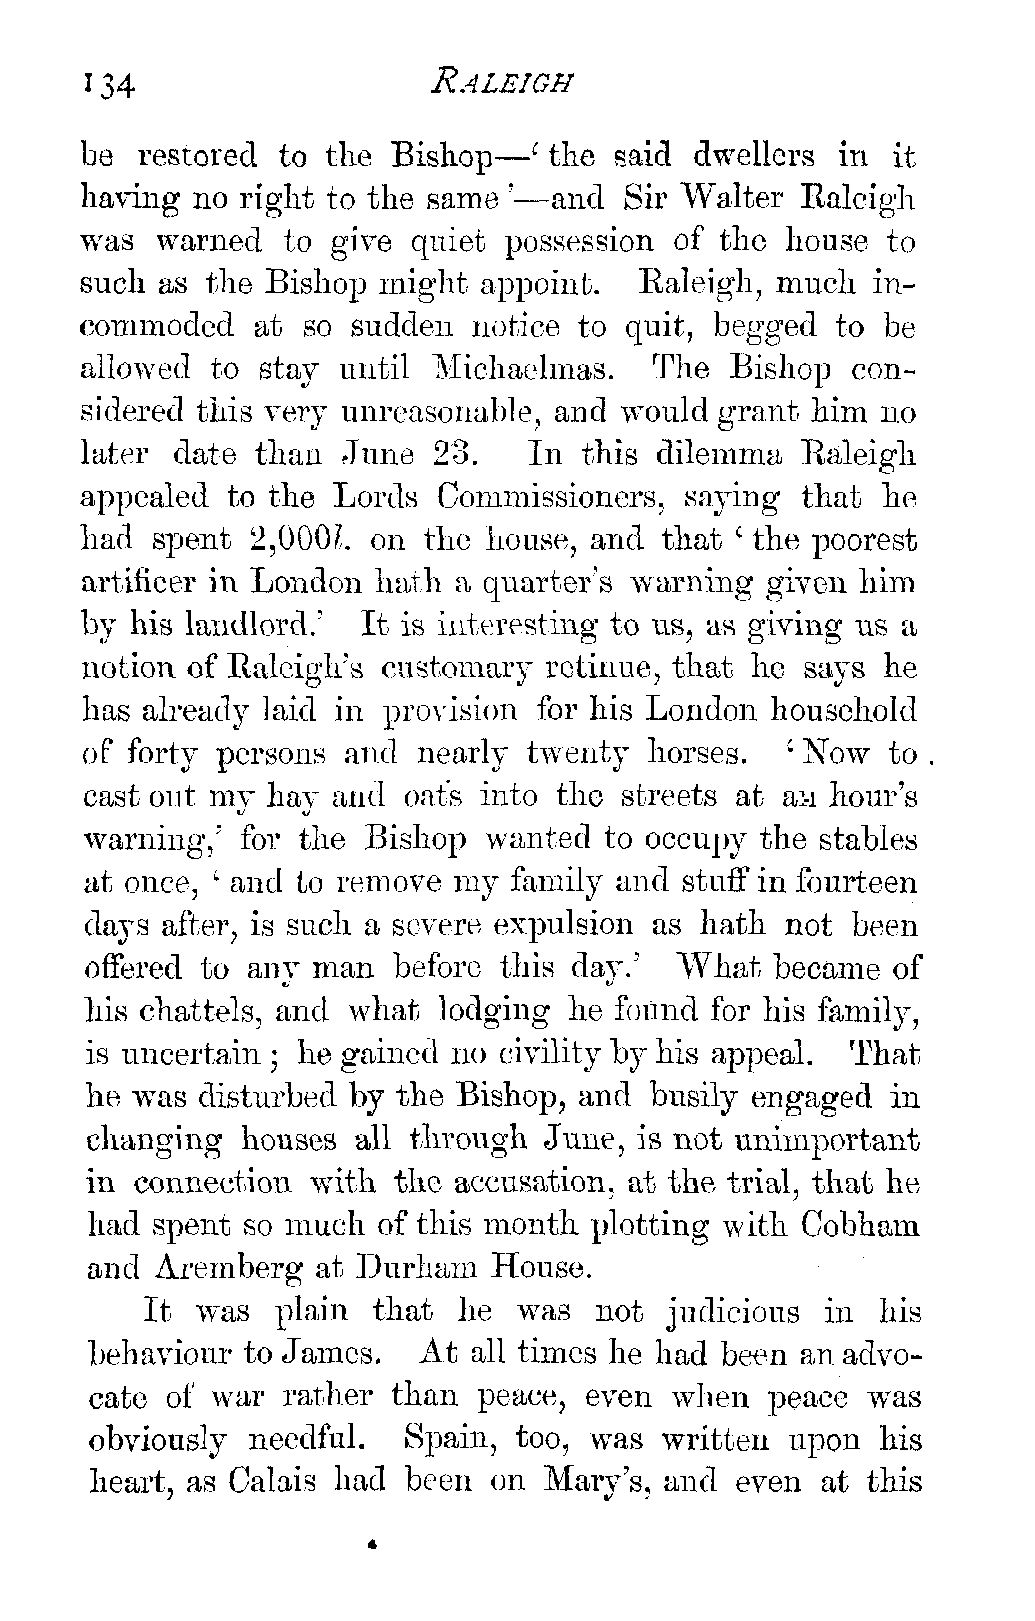 134 RALEIGH
be restored to the Bishop—‘ the said dwellers in it
having no right to the same ’—and Sir Walter Raleigh
was warned to give quiet possession of the house to
such as the Bishop might appoint. Raleigh, much in-
commoded at so sudden notice to quit, begged to be
allowed to stay until Michaelmas. The Bishop con-
sidered this very unreasonable, and would grant him no
later date than June 23. In this dilemma Raleigh
appealed to the Lords Commissioners, saying that he
had spent 2,000l. on the house, and that ‘ the poorest
artificer in London hath a quarter’s warning given him
by his landlord.’ It is interesting to us, as giving us a
notion of Raleigh’s customary retinue, that he says he
has already laid in provision for his London household
of forty persons and nearly twenty horses. ‘ Now to
cast out my hay and oats into the streets at an hour’s
warning,’ for the Bishop wanted to occupy the stables
at once, ‘ and to remove my family and stuff in fourteen
days after, is such a severe expulsion as hath not been
offered to any man before this day.’ What became of
his chattels, and what lodging he found for his family,
is uncertain ; he gained no civility by his appeal. That
he was disturbed by the Bishop, and busily engaged in
changing houses all through June, is not unimportant
in connection with the accusation, at the trial, that he
had spent so much of this month plotting with Cobham
and Aremberg at Durham House.
It was plain that he was not judicious in his
behaviour to James. At all times he had been an advo-
cate of war rather than peace, even when peace was
obviously needful. Spain, too, was written upon his
heart, as Calais had been on Mary’s, and even at this